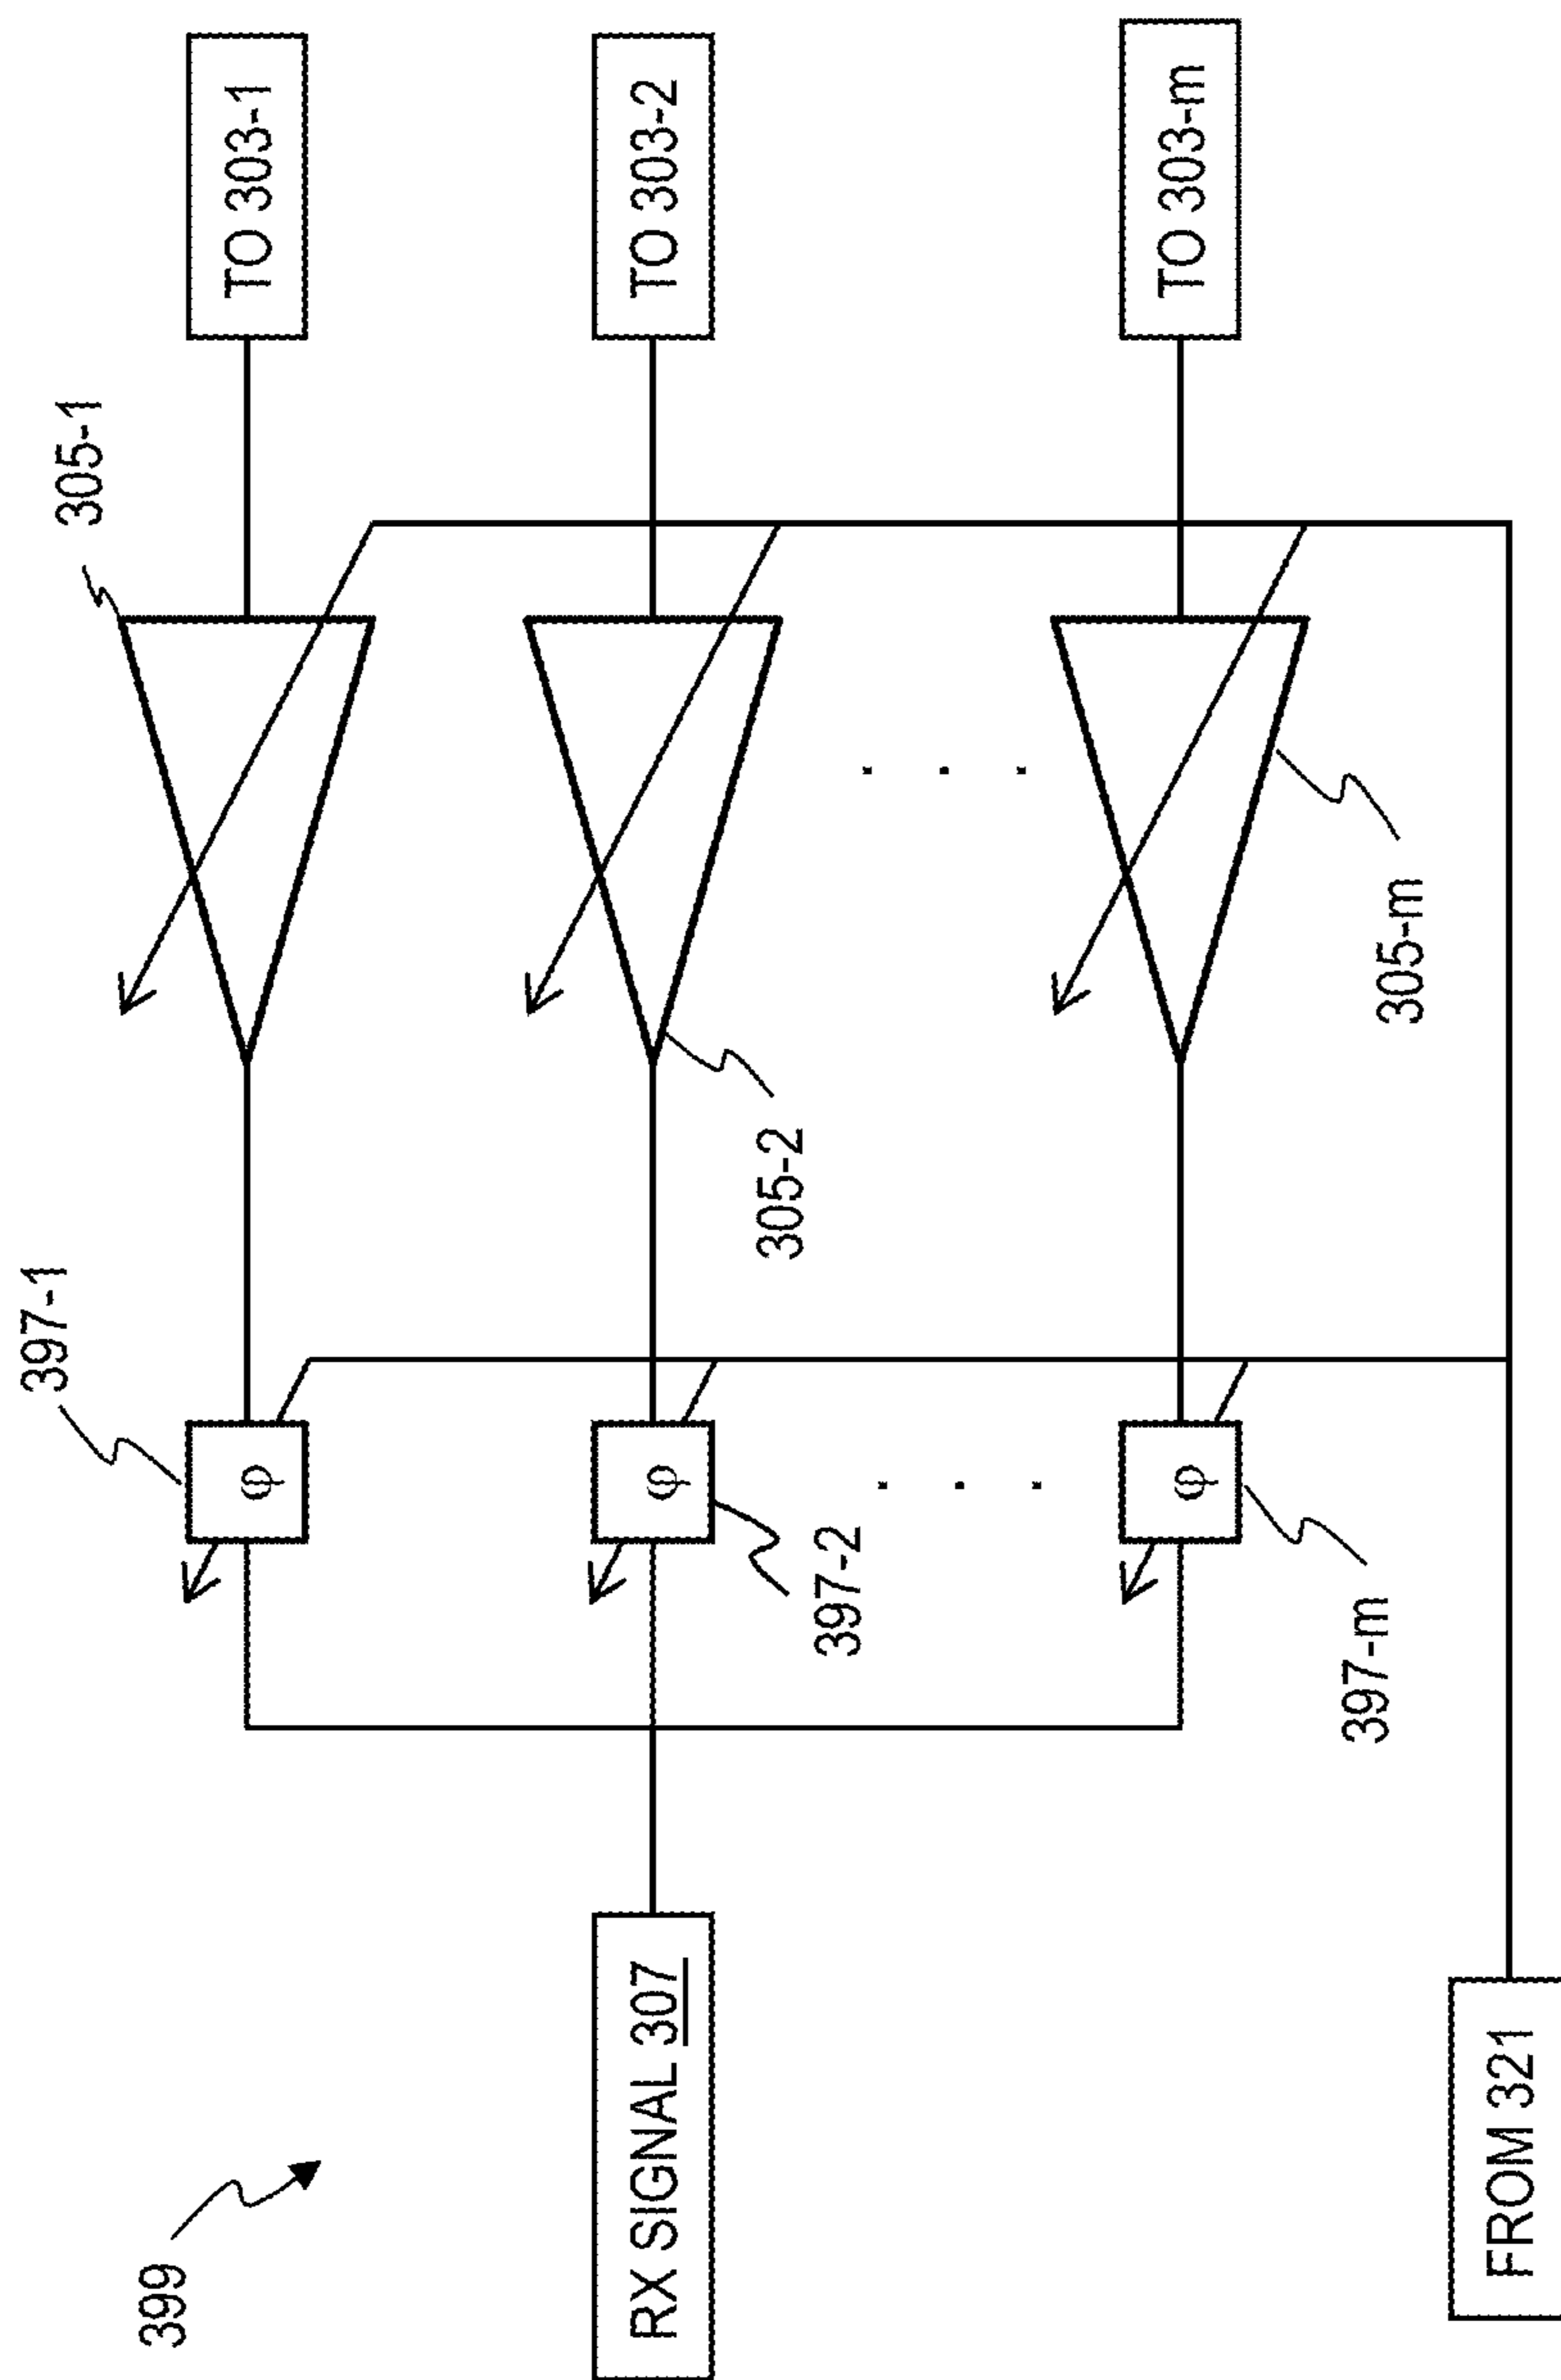 399
RX SIGNAL 307
FROM 321
397-1
φ
φ
397-2
φ
397-m
305-1
305-2
305-m
. . .
. . .
TO 303-1
TO 303-2
TO 303-m